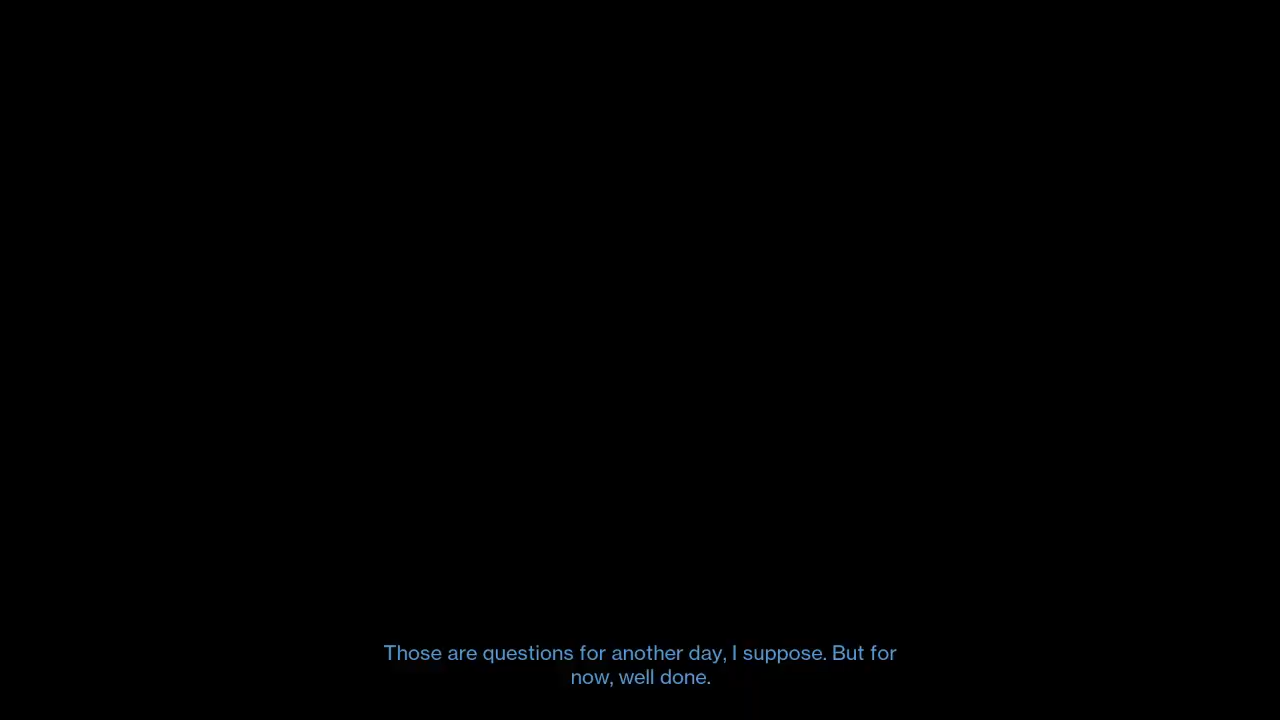 Those are questions for another day, I suppose. But for
now, well done.